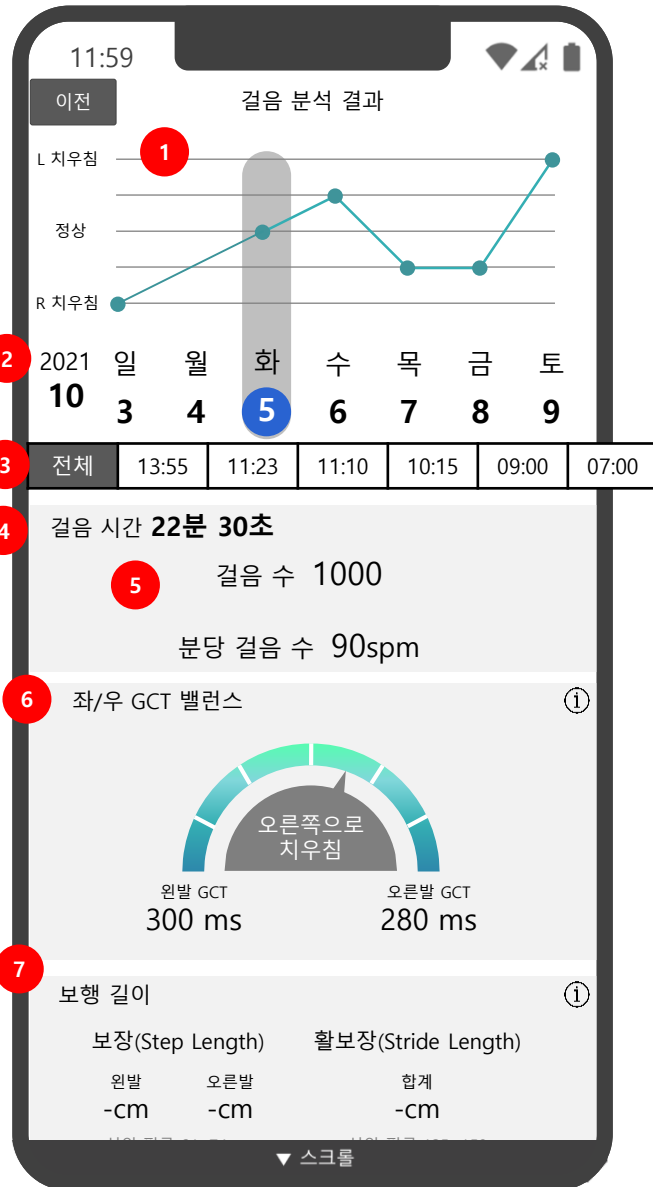 11:59
이전
걸음 분석 결과
1
L 치우침
정상
R 치우침
2
2021 일 월 화 수 목 금 토
10 3 4 5 6 7 8 9
3
전체 13:55 11:23 11:10 10:15 09:00 07:00
4
걸음 시간 22분 30초
5
걸음 수 1000
분당 걸음 수 90spm
6
좌/우 GCT 밸런스
오른쪽으로
치우침
왼발 GCT 오른발 GCT
300 ms 280 ms
7
보행 길이
보장(Step Length) 활보장(Stride Length)
왼발 오른발 합계
-cm -cm -cm
▼ 스크롤